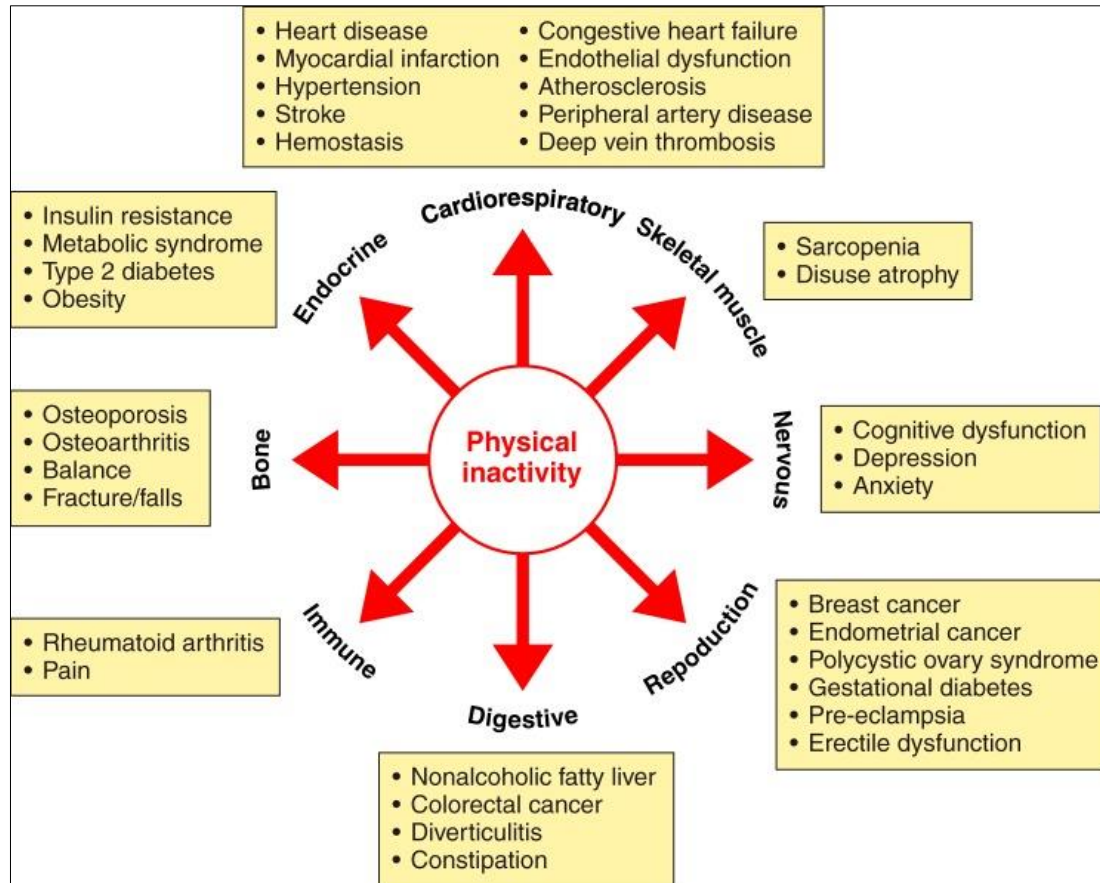 • Heart disease
• Myocardial infarction
• Hypertension
• Stroke
• Hemostasis
• Congestive heart failure
• Endothelial dysfunction
• Atherosclerosis
• Peripheral artery disease
• Deep vein thrombosis
Cardiorespiratory
Skeletal muscle
• Sarcopenia
• Disuse atrophy
Nervous
• Cognitive dysfunction
• Depression
• Anxiety
Repoduction
• Breast cancer
• Endometrial cancer
• Polycystic ovary syndrome
• Gestational diabetes
• Pre-eclampsia
• Erectile dysfunction
Digestive
• Nonalcoholic fatty liver
• Colorectal cancer
• Diverticulitis
• Constipation
Immune
• Rheumatoid arthritis
• Pain
Bone
• Osteoporosis
• Osteoarthritis
• Balance
• Fracture/falls
Endocrine
• Insulin resistance
• Metabolic syndrome
• Type 2 diabetes
• Obesity
Physical
inactivity